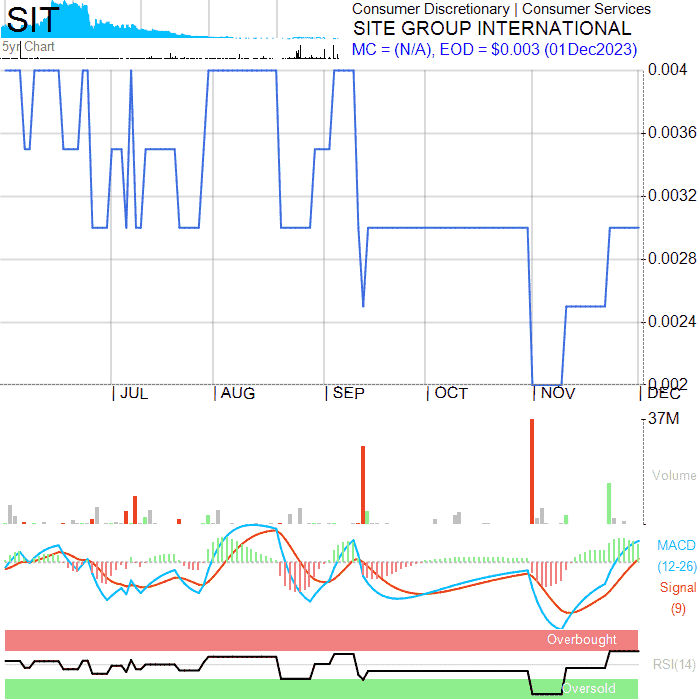 SIT
Consumer Discretionary | Consumer Services
SITE GROUP INTERNATIONAL
5yr Chart
MC = (N/A), EOD = $0.003 (01Dec2023)
0.004
0.0036
0.0032
0.0028
0.0024
0.002
JUL AUG SEP OCT NOV DEC
37M
Volume
MACD
(12-26)
Signal
(9)
Overbought
RSI(14)
Oversold